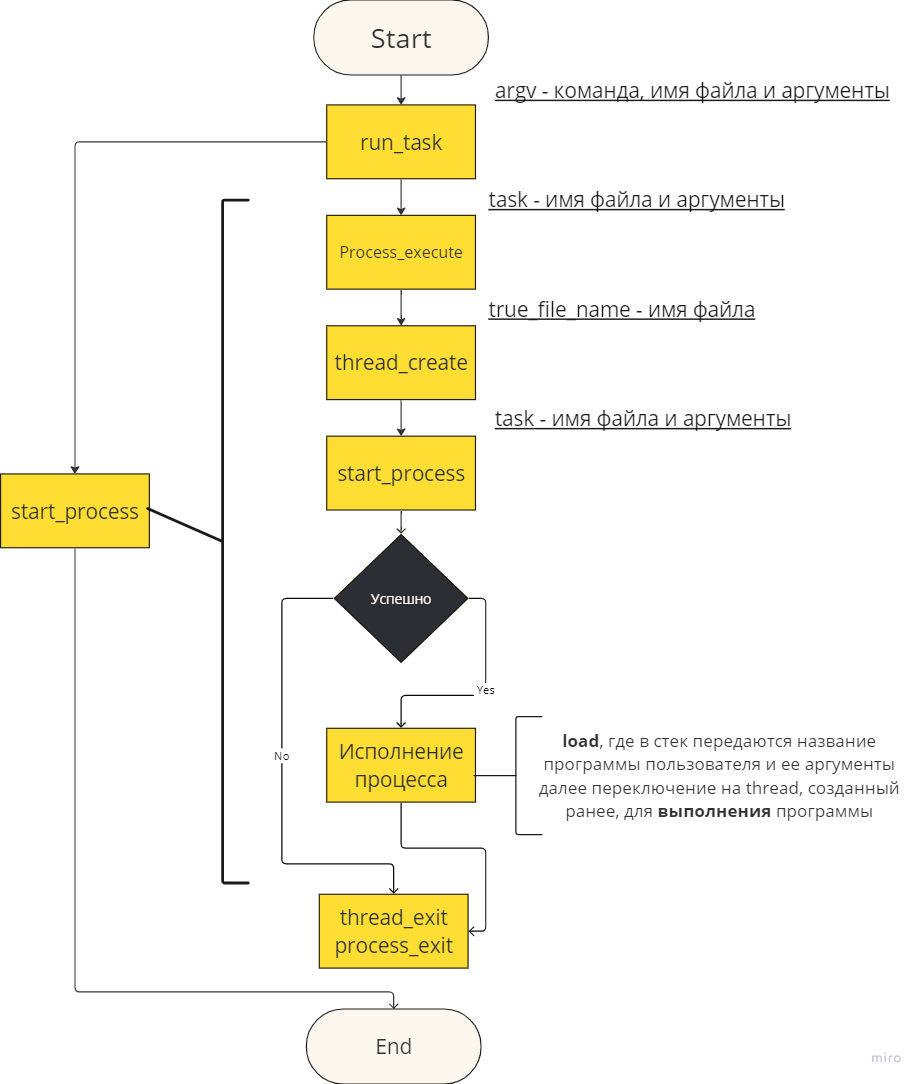 Start
argv - команда, имя файла и аргументы
run_task
task - имя файла и аргументы
Process_execute
true_file_name - имя файла
thread_create
task - имя файла и аргументы
start_process
start_process
Успешно
Yes
No
Исполнение
процесса
load, где в стек передаются название
программы пользователя и ее аргументы
далее переключение на thread, созданный
ранее, для выполнения программы
thread_exit
process_exit
End
miro